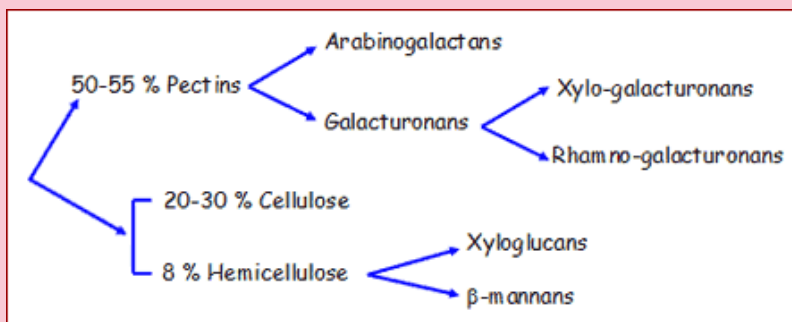 Arabinogalactans
50-55 % Pectins
Xylo-galacturonans
Galacturonans
Rhamno-galacturonans
20-30 % Cellulose
Xyloglucans
8 % Hemicellulose
β-mannans